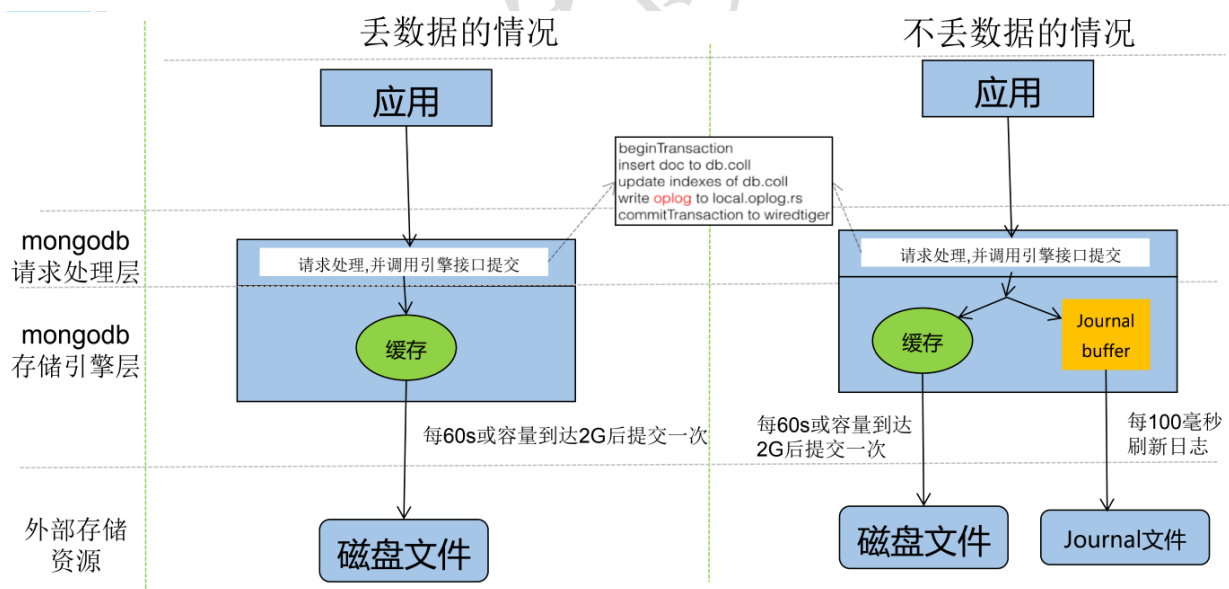 丢数据的情况
不丢数据的情况
应用
应用
beginTransaction
insert doc to db.coll
update indexes of db.coll
write oplog to local.oplog.rs
commitTransaction to wiredtiger
mongodb
请求处理层
请求处理,并调用引擎接口提交
请求处理,并调用引擎接口提交
mongodb
存储引擎层
缓存
缓存
Journal
buffer
每60s或容量到达2G后提交一次
每60s或容量到达
2G后提交一次
每100毫秒
刷新日志
外部存储
资源
磁盘文件
磁盘文件
Journal文件